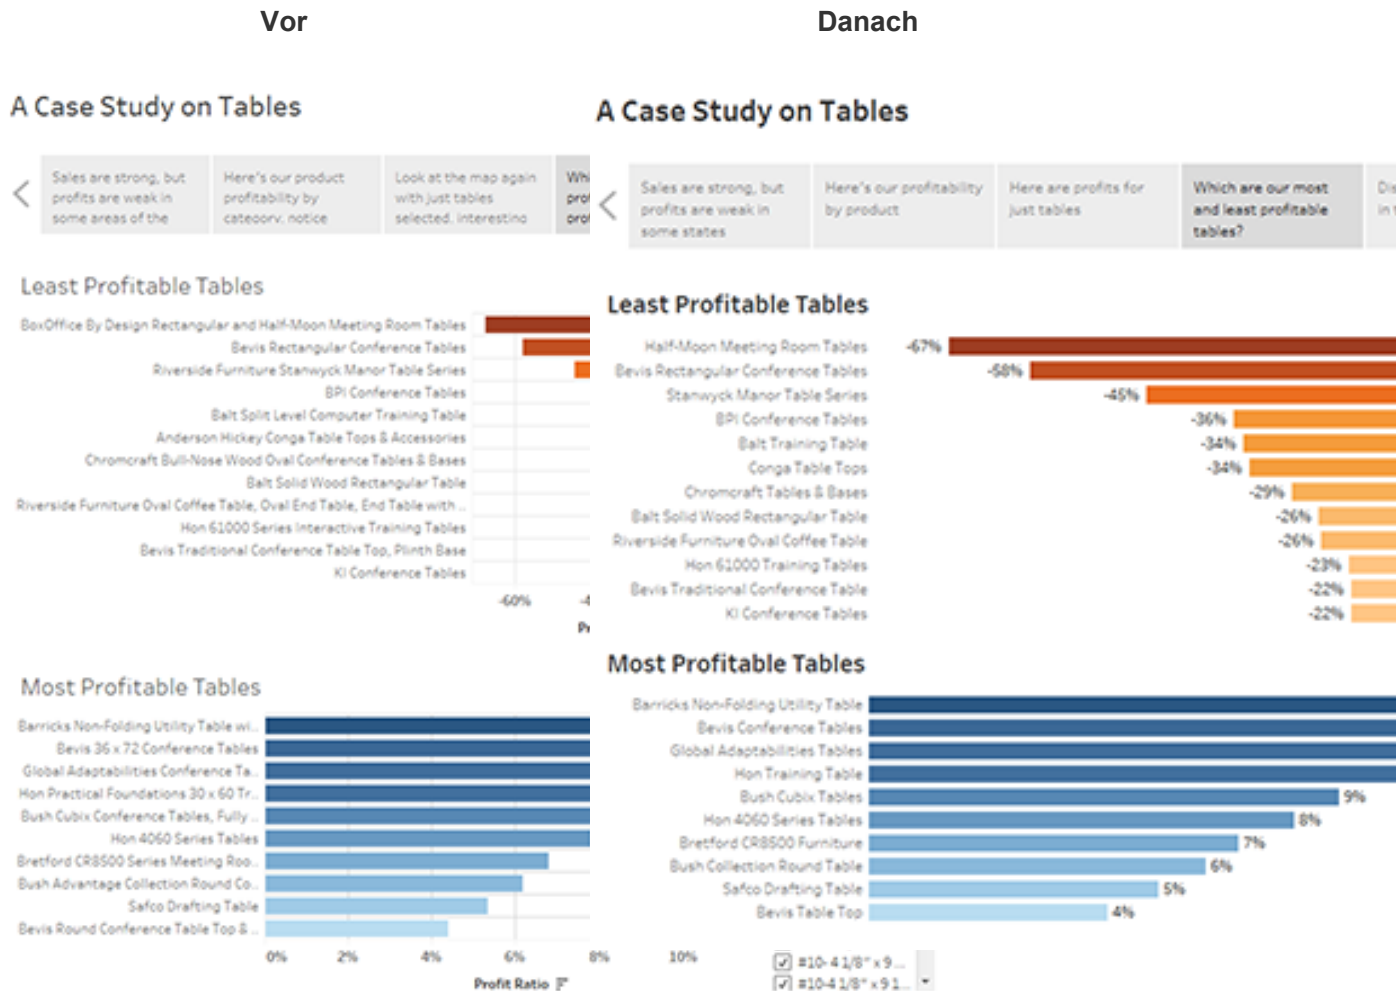 Vor
Danach
A Case Study on Tables
Sales are strong, but
profits are weak in
some areas of the
Here's our product
profitability by
category, notice
Look at the map again
with just tables
selected, interesting
Least Profitable Tables
BoxOffice By Design Rectangular and Half-Moon Meeting Room Tables
Bevis Rectangular Conference Tables
Riverside Furniture Stanwyck Manor Table Series
BPI Conference Tables
Balt Split Level Computer Training Table
Anderson Hickey Conga Table Tops & Accessories
Chromcraft Bull-Nose Wood Oval Conference Tables & Bases
Balt Solid Wood Rectangular Table
Riverside Furniture Oval Coffee Table, Oval End Table, End Table with ..
Hon 61000 Series Interactive Training Tables
Bevis Traditional Conference Table Top, Plinth Base
KI Conference Tables
-60%
Most Profitable Tables
Barricks Non-Folding Utility Table wi..
Bevis 36 x 72 Conference Tables
Global Adaptabilities Conference Ta..
Hon Practical Foundations 30 x 60 Tr..
Bush Cubix Conference Tables, Fully ..
Hon 4060 Series Tables
Bretford CR8500 Series Meeting Roo..
Bush Advantage Collection Round Co..
Safco Drafting Table
Bevis Round Conference Table Top & ..
0% 2% 4% 6% 8% 10%
Profit Ratio
A Case Study on Tables
Sales are strong, but
profits are weak in
some states
Here's our profitability
by product
Here are profits for
just tables
Which are our most
and least profitable
tables?
Least Profitable Tables
Half-Moon Meeting Room Tables -67%
Bevis Rectangular Conference Tables -58%
Stanwyck Manor Table Series -45%
BPI Conference Tables -36%
Balt Training Table -34%
Conga Table Tops -34%
Chromcraft Tables & Bases -29%
Balt Solid Wood Rectangular Table -26%
Riverside Furniture Oval Coffee Table -26%
Hon 61000 Training Tables -23%
Bevis Traditional Conference Table -22%
KI Conference Tables -22%
Most Profitable Tables
Barricks Non-Folding Utility Table
Bevis Conference Tables
Global Adaptabilities Tables
Hon Training Table
Bush Cubix Tables 9%
Hon 4060 Series Tables 8%
Bretford CR8500 Furniture 7%
Bush Collection Round Table 6%
Safco Drafting Table 5%
Bevis Table Top 4%
#10- 4 1/8" x 9...
#10-4 1/8" x 9 1...